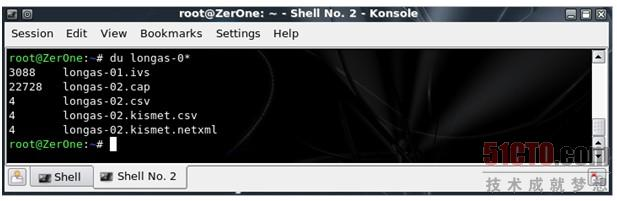 root@ZerOne: ~ - Shell No. 2 - Konsole
Session Edit View Bookmarks Settings Help
root@ZerOne:~# du longas-0*
3088 longas-01.ivs
22728 longas-02.cap
4 longas-02.csv
4 longas-02.kismet.csv
4 longas-02.kismet.netxml
root@ZerOne:~#
51CTO.com
技术成就梦想
Shell
Shell No. 2